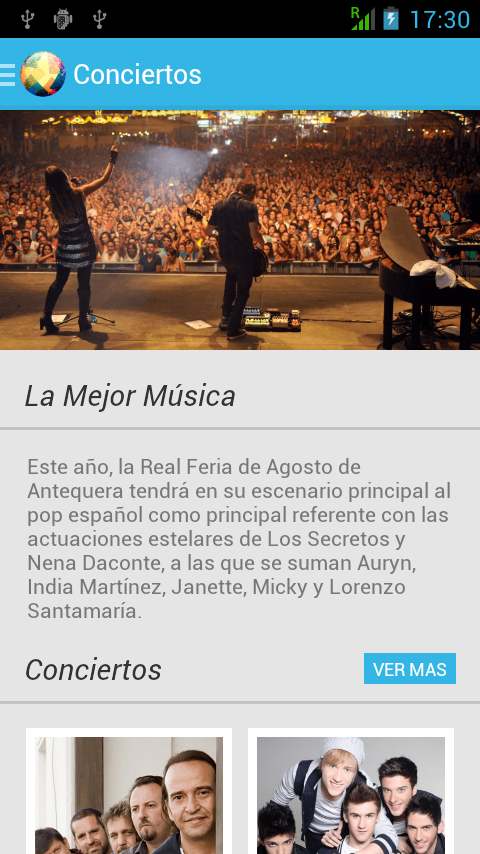 R
17:30
Conciertos
La Mejor Música
Este año, la Real Feria de Agosto de
Antequera tendrá en su escenario principal al
pop español como principal referente con las
actuaciones estelares de Los Secretos y
Nena Daconte, a las que se suman Auryn,
India Martínez, Janette, Micky y Lorenzo
Santamaría.
Conciertos
VER MAS